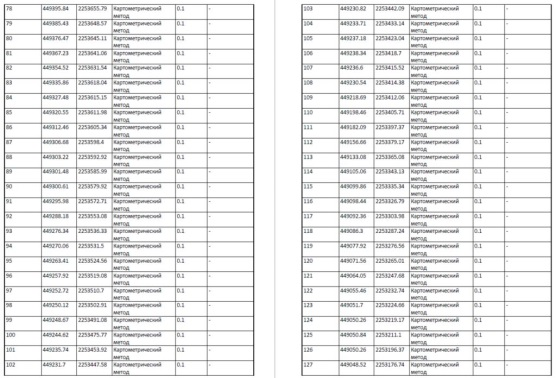 78 449395.84 2253655.79 Картометрический метод 0.1 -
79 449385.43 2253648.57 Картометрический метод 0.1 -
80 449376.47 2253645.11 Картометрический метод 0.1 -
81 449367.23 2253641.06 Картометрический метод 0.1 -
82 449354.52 2253631.54 Картометрический метод 0.1 -
83 449335.86 2253618.04 Картометрический метод 0.1 -
84 449327.48 2253615.15 Картометрический метод 0.1 -
85 449320.55 2253611.98 Картометрический метод 0.1 -
86 449312.46 2253605.34 Картометрический метод 0.1 -
87 449306.68 2253598.4 Картометрический метод 0.1 -
88 449303.22 2253592.92 Картометрический метод 0.1 -
89 449301.48 2253585.99 Картометрический метод 0.1 -
90 449300.61 2253579.92 Картометрический метод 0.1 -
91 449295.98 2253572.71 Картометрический метод 0.1 -
92 449288.18 2253553.08 Картометрический метод 0.1 -
93 449276.34 2253536.33 Картометрический метод 0.1 -
94 449270.06 2253531.5 Картометрический метод 0.1 -
95 449263.41 2253524.56 Картометрический метод 0.1 -
96 449257.92 2253519.08 Картометрический метод 0.1 -
97 449252.72 2253510.7 Картометрический метод 0.1 -
98 449250.12 2253502.91 Картометрический метод 0.1 -
99 449248.67 2253491.08 Картометрический метод 0.1 -
100 449244.62 2253475.77 Картометрический метод 0.1 -
101 449235.74 2253453.92 Картометрический метод 0.1 -
102 449231.7 2253447.58 Картометрический метод 0.1 -
103 449230.82 2253442.09 Картометрический метод 0.1 -
104 449233.71 2253433.14 Картометрический метод 0.1 -
105 449237.18 2253423.04 Картометрический метод 0.1 -
106 449238.34 2253418.7 Картометрический метод 0.1 -
107 449236.6 2253415.52 Картометрический метод 0.1 -
108 449230.54 2253414.38 Картометрический метод 0.1 -
109 449218.69 2253412.06 Картометрический метод 0.1 -
110 449198.46 2253405.71 Картометрический метод 0.1 -
111 449182.09 2253397.37 Картометрический метод 0.1 -
112 449156.66 2253379.17 Картометрический метод 0.1 -
113 449133.08 2253365.08 Картометрический метод 0.1 -
114 449105.06 2253343.13 Картометрический метод 0.1 -
115 449099.86 2253335.34 Картометрический метод 0.1 -
116 449098.44 2253326.79 Картометрический метод 0.1 -
117 449092.36 2253303.98 Картометрический метод 0.1 -
118 449086.3 2253287.24 Картометрический метод 0.1 -
119 449077.92 2253276.56 Картометрический метод 0.1 -
120 449071.56 2253265.01 Картометрический метод 0.1 -
121 449064.05 2253247.68 Картометрический метод 0.1 -
122 449055.46 2253232.74 Картометрический метод 0.1 -
123 449051.7 2253224.66 Картометрический метод 0.1 -
124 449050.26 2253219.17 Картометрический метод 0.1 -
125 449050.84 2253211.1 Картометрический метод 0.1 -
126 449050.26 2253196.37 Картометрический метод 0.1 -
127 449048.52 2253176.74 Картометрический метод 0.1 -